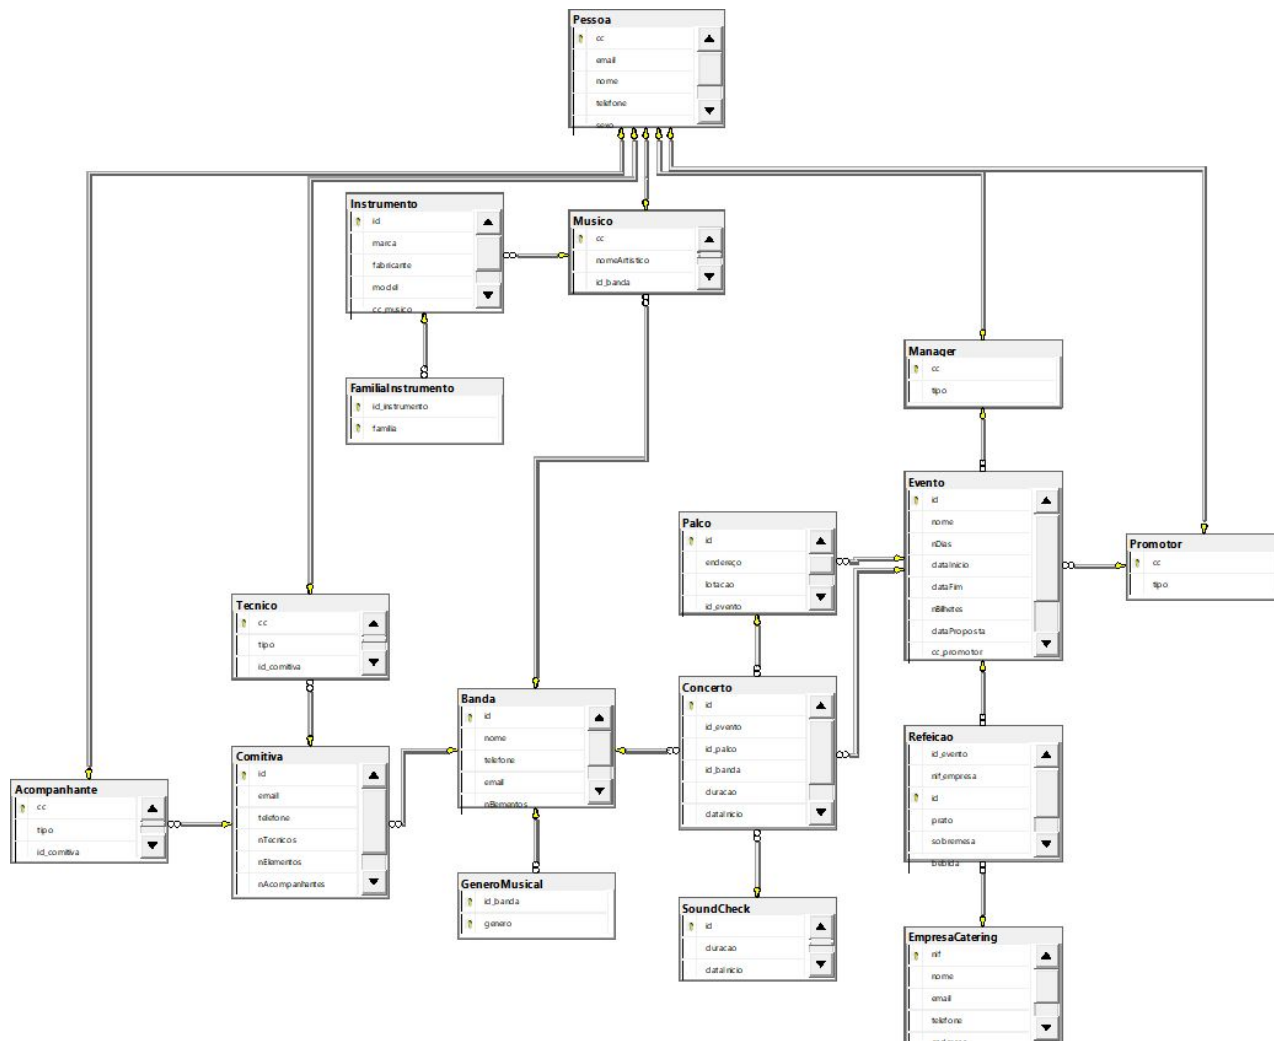 Pessoa
cc
email
nome
telefone
sexo
Instrumento
id
marca
fabricante
model
cc_musico
Musico
cc
nomeArtistico
id_banda
FamiliaInstrumento
id_instrumento
familia
Manager
cc
tipo
Evento
id
nome
nDias
dataInicio
dataFim
nBilhetes
dataProposta
cc_promotor
Palco
id
endereço
lotacao
id_evento
Promotor
cc
tipo
Tecnico
cc
tipo
id_comitiva
Banda
id
nome
telefone
email
nElementos
Concerto
id
id_evento
id_palco
id_banda
duracao
dataInicio
Refeicao
id_evento
nif_empresa
id
prato
sobremesa
bebida
Comitiva
id
email
telefone
nTecnicos
nElementos
nAcompanhantes
Acompanhante
cc
tipo
id_comitiva
GeneroMusical
id_banda
genero
SoundCheck
id
duracao
dataInicio
EmpresaCatering
nif
nome
email
telefone